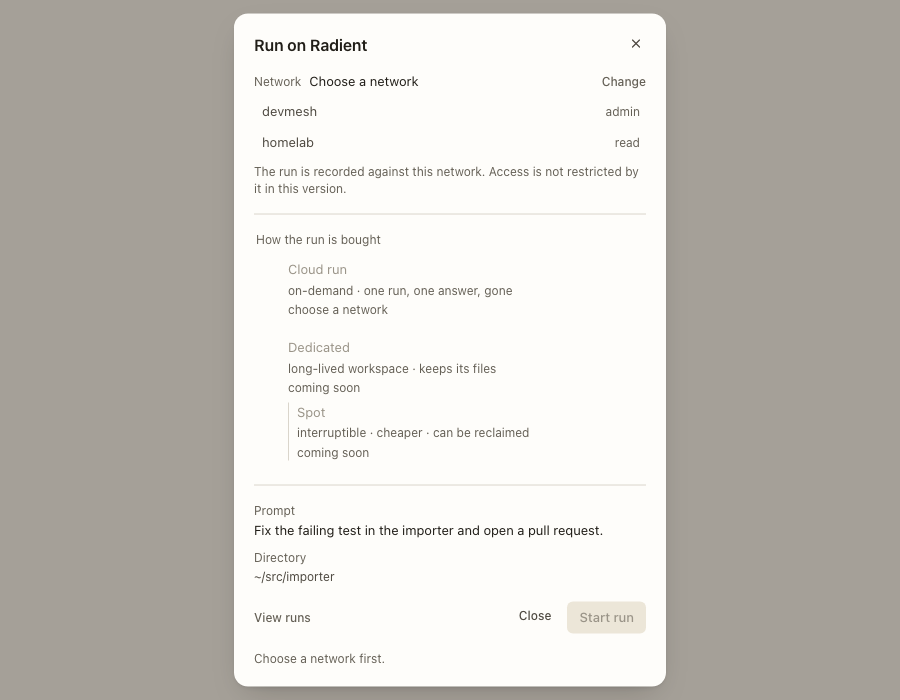 Run on Radient
×
Network Choose a network Change
devmesh admin
homelab read
The run is recorded against this network. Access is not restricted by
it in this version.
How the run is bought
Cloud run
on-demand · one run, one answer, gone
choose a network
Dedicated
long-lived workspace · keeps its files
coming soon
Spot
interruptible · cheaper · can be reclaimed
coming soon
Prompt
Fix the failing test in the importer and open a pull request.
Directory
~/src/importer
View runs Close Start run
Choose a network first.